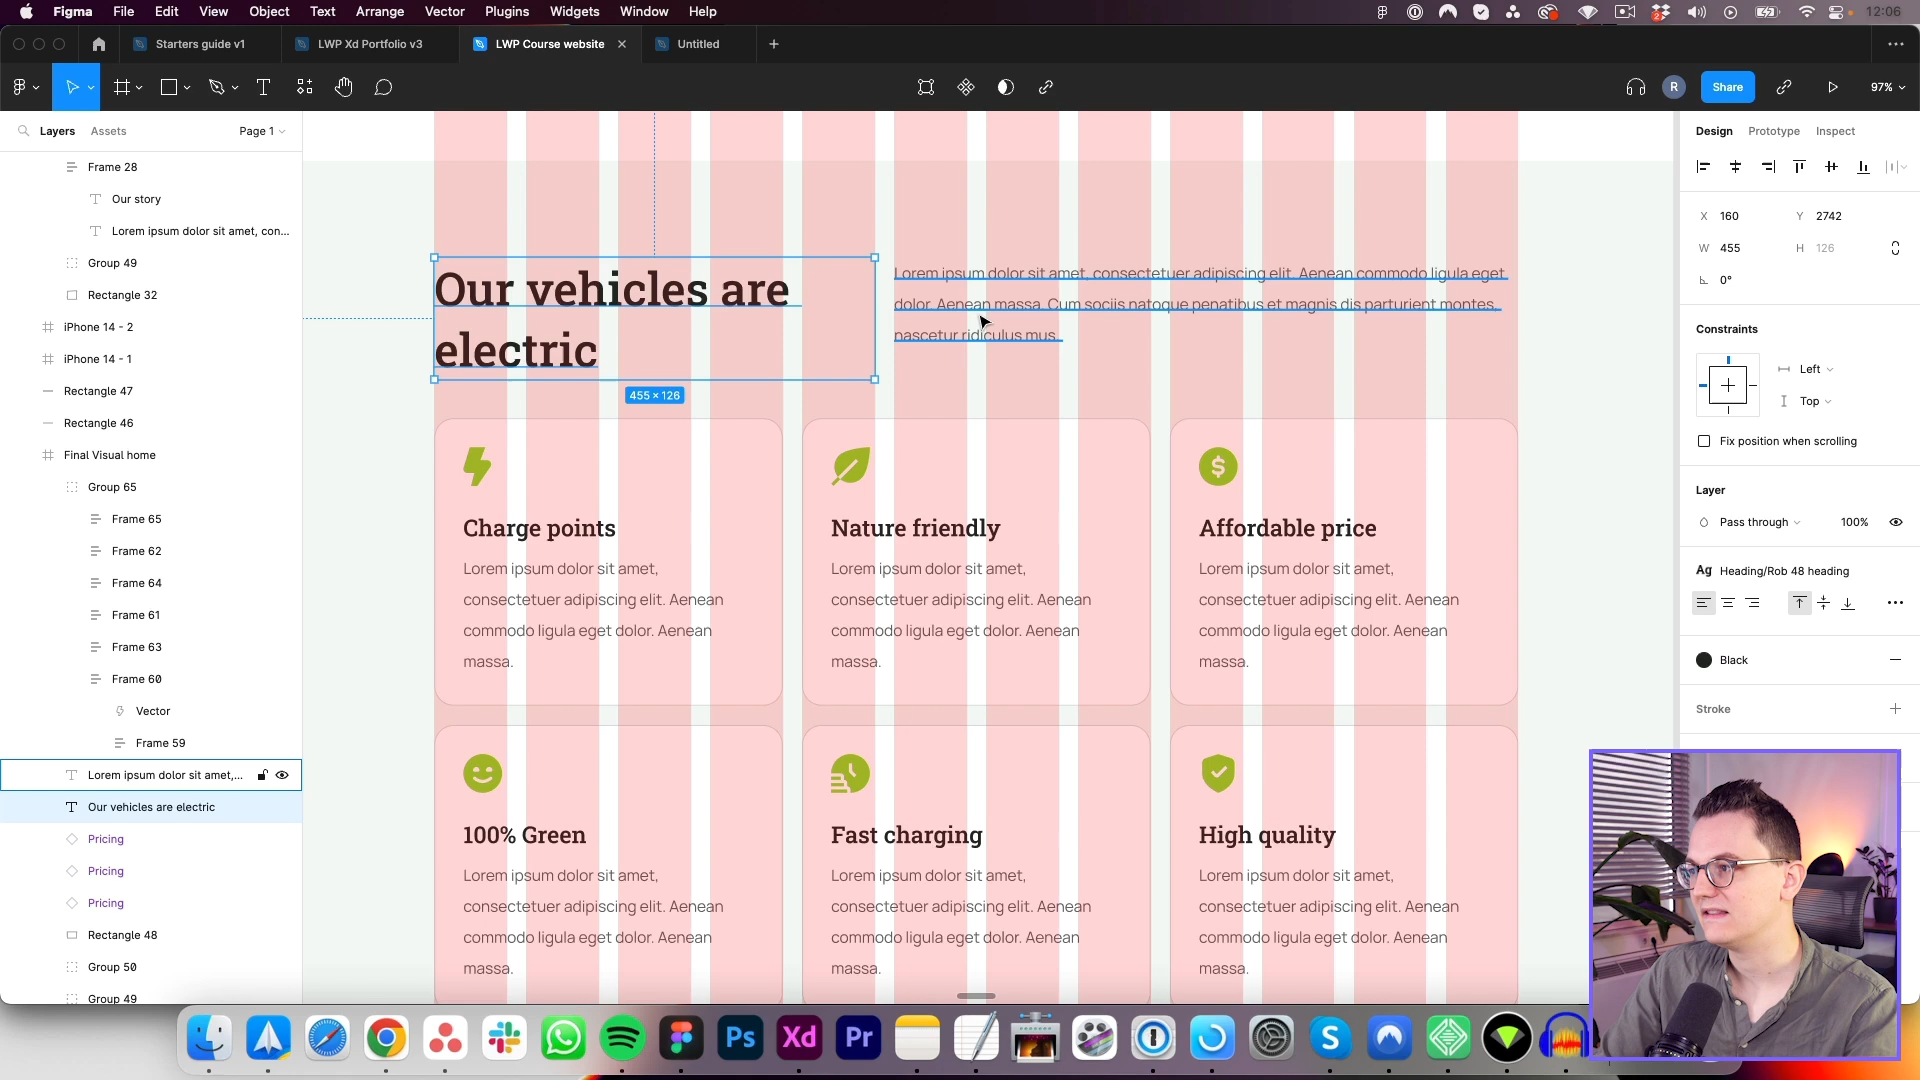 Figma File Edit View Object Text Arrange Vector Plugins Widgets Window Help 12:06
Starters guide v1 LWP Xd Portfolio v3 LWP Course website Untitled
R Share 97%
Layers Assets Page 1
Frame 28
Our story
Lorem ipsum dolor sit amet, con...
Group 49
Rectangle 32
iPhone 14 - 2
iPhone 14 - 1
Rectangle 47
Rectangle 46
Final Visual home
Group 65
Frame 65
Frame 62
Frame 64
Frame 61
Frame 63
Frame 60
Vector
Frame 59
Lorem ipsum dolor sit amet,...
Our vehicles are electric
Pricing
Pricing
Pricing
Rectangle 48
Group 50
Group 49
Our vehicles are
electric
455 × 126
Lorem ipsum dolor sit amet, consectetuer adipiscing elit. Aenean commodo ligula eget
dolor. Aenean massa. Cum sociis natoque penatibus et magnis dis parturient montes,
nascetur ridiculus mus.
Charge points
Lorem ipsum dolor sit amet,
consectetuer adipiscing elit. Aenean
commodo ligula eget dolor. Aenean
massa.
Nature friendly
Lorem ipsum dolor sit amet,
consectetuer adipiscing elit. Aenean
commodo ligula eget dolor. Aenean
massa.
Affordable price
Lorem ipsum dolor sit amet,
consectetuer adipiscing elit. Aenean
commodo ligula eget dolor. Aenean
massa.
100% Green
Lorem ipsum dolor sit amet,
consectetuer adipiscing elit. Aenean
commodo ligula eget dolor. Aenean
massa.
Fast charging
Lorem ipsum dolor sit amet,
consectetuer adipiscing elit. Aenean
commodo ligula eget dolor. Aenean
massa.
High quality
Lorem ipsum dolor sit amet,
consectetuer adipiscing elit. Aenean
commodo ligula eget dolor. Aenean
massa.
Design Prototype Inspect
X 160 Y 2742
W 455 H 126
0°
Constraints
Left
Top
Fix position when scrolling
Layer
Pass through 100%
Ag Heading/Rob 48 heading
Black
Stroke
Ps Xd Pr